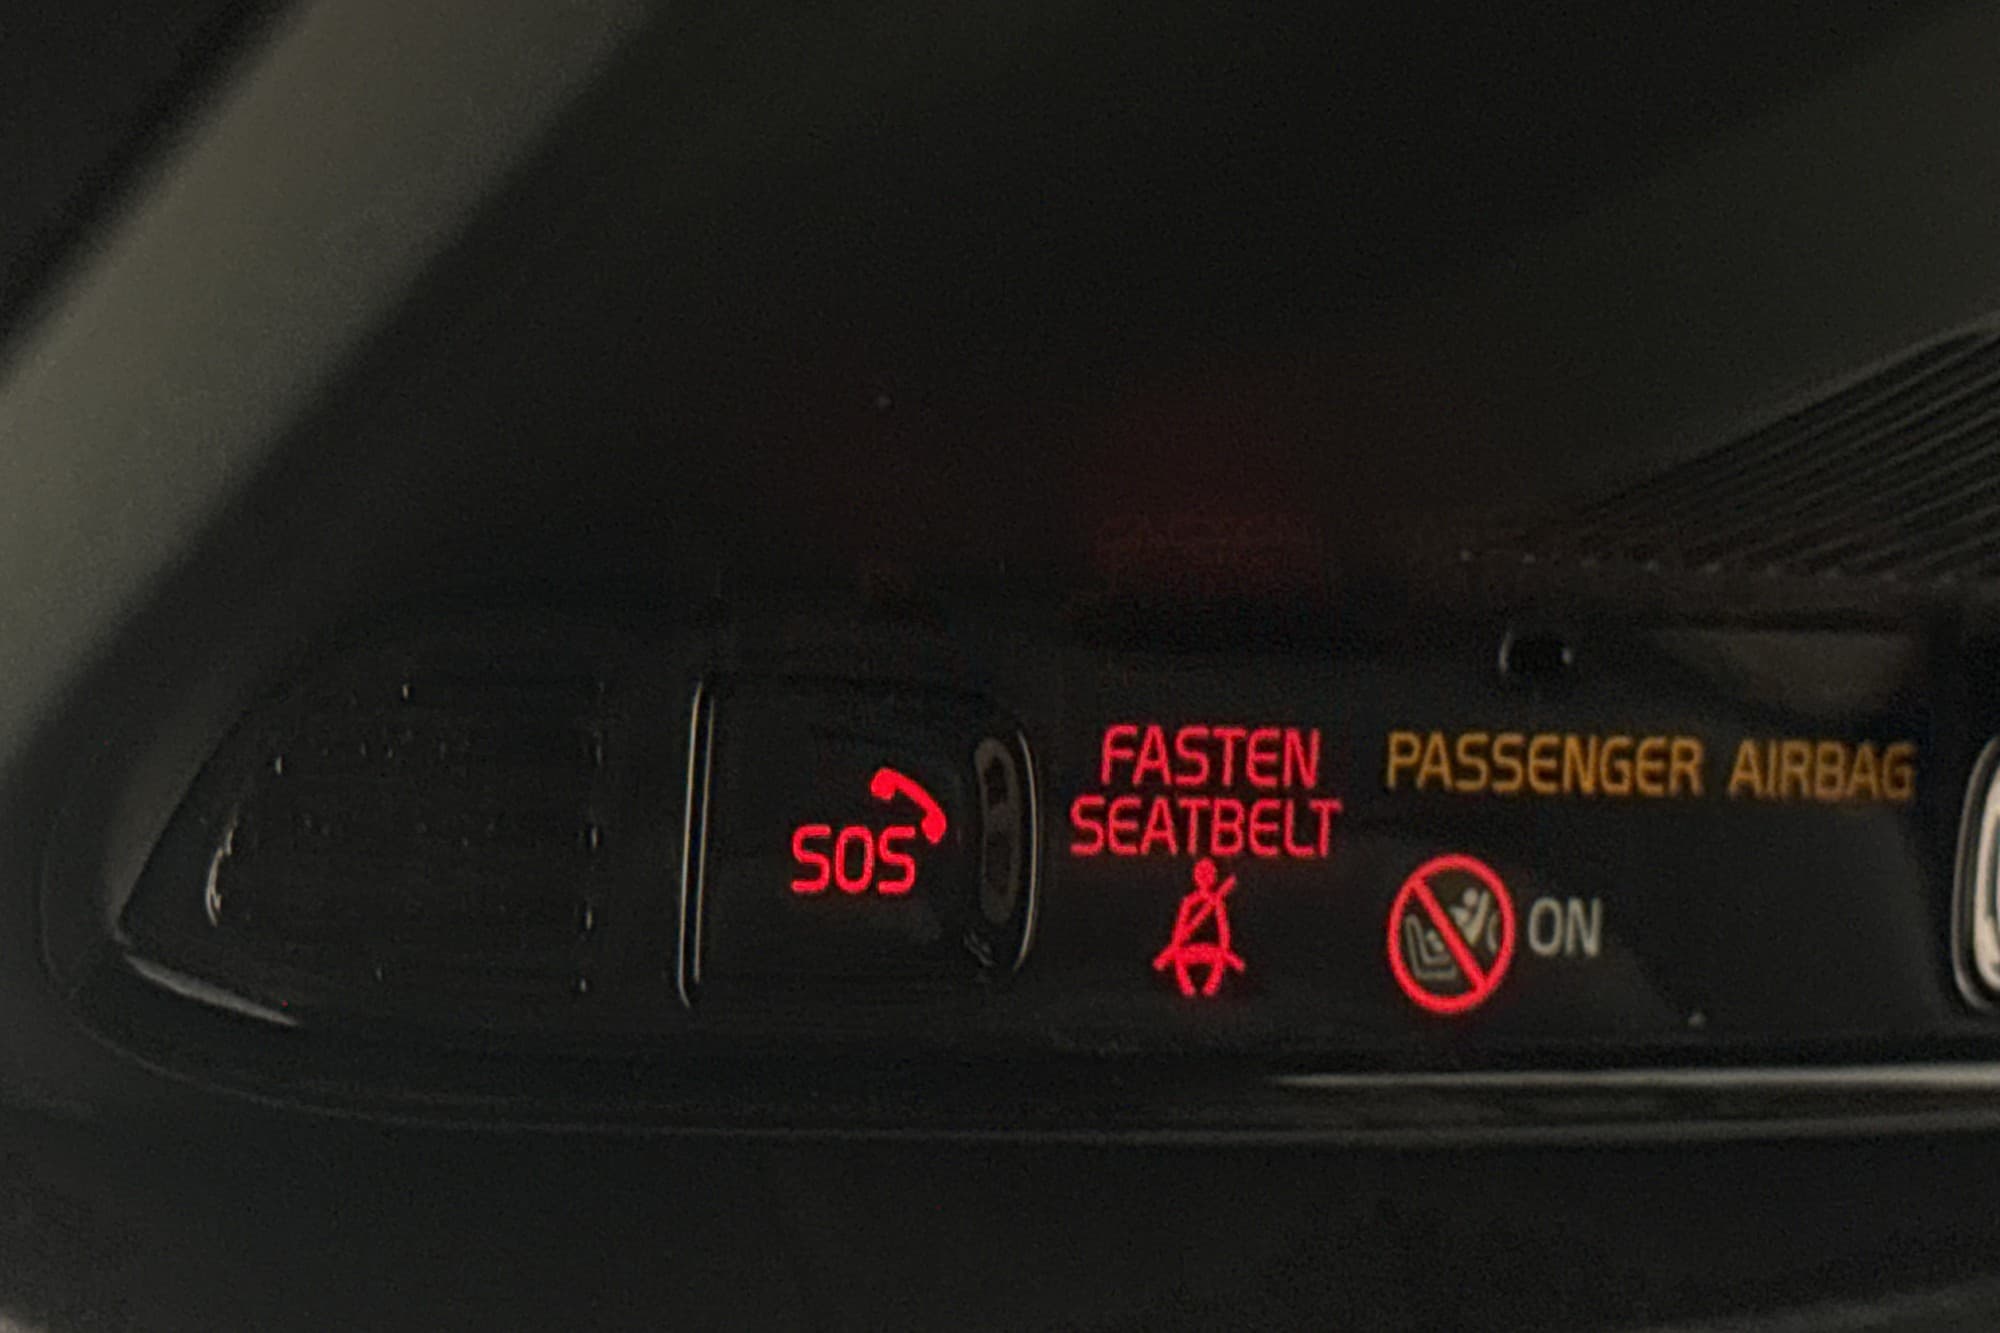 SOS
FASTEN
SEATBELT
PASSENGER AIRBAG
ON